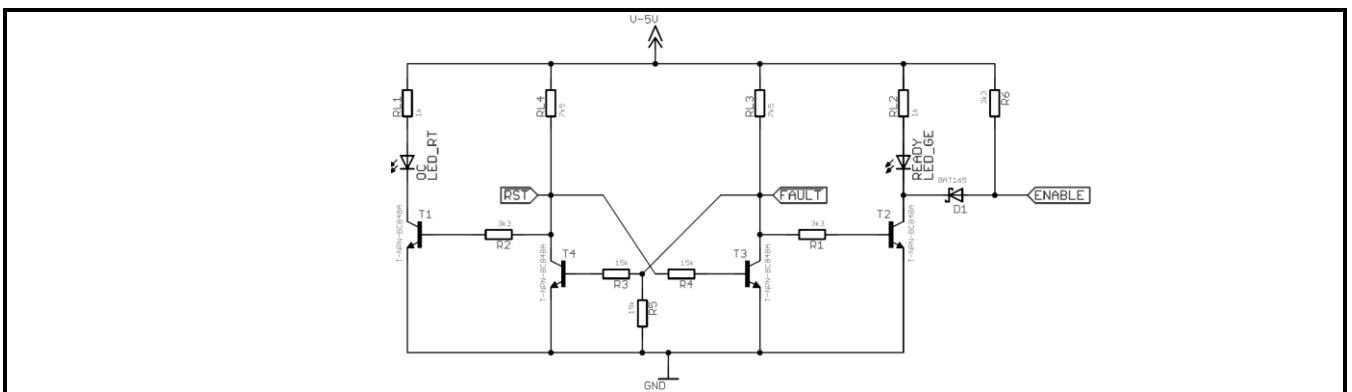 V-5V
RL1
1k
RL4
7k5
RL3
7k5
RL2
1k
3k3
R6
OC
LED_RT
READY
LED_GE
BAT165
D1
RST
FAULT
ENABLE
T1
T-NPN-BC848A
3k3
R2
T4
T-NPN-BC848A
15k
R3
15k
R5
15k
R4
T3
T-NPN-BC848A
3k3
R1
T2
T-NPN-BC848A
GND